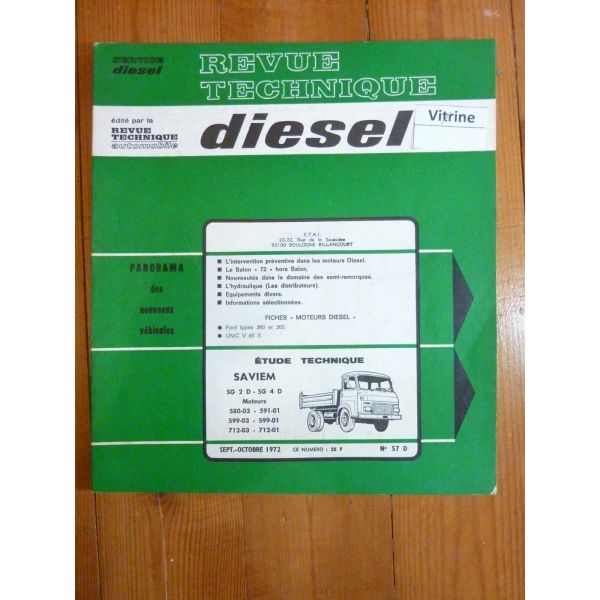 SERVICE
diesel
REVUE
TECHNIQUE
édité par la
REVUE
TECHNIQUE
automobile
diesel
Vitrine
E.T.A.I.
20-22, Rue de la Saussière
92100 BOULOGNE BILLANCOURT
■ L'intervention préventive dans les moteurs Diesel.
■ Le Salon « 72 » hors Salon.
■ Nouveautés dans le domaine des semi-remorques.
■ L'hydraulique (Les distributeurs).
■ Equipements divers.
■ Informations sélectionnées.
FICHES « MOTEURS DIESEL »
● Ford types 360 et 365.
● UNIC V 85 S.
PANORAMA
des
nouveaux
véhicules
ÉTUDE TECHNIQUE
SAVIEM
SG 2 D - SG 4 D
Moteurs
580-03 - 591-01
599-03 - 599-01
712-03 - 712-01
SEPT.-OCTOBRE 1972 CE NUMERO : 25 F N° 57 D